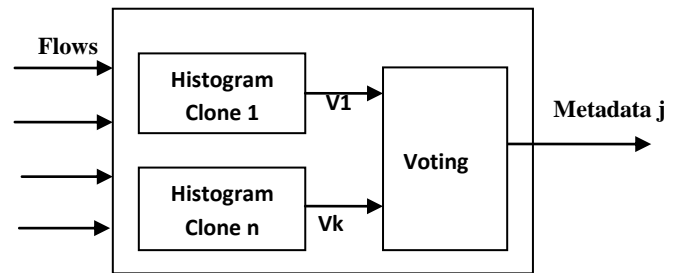 Flows
Histogram
Clone 1
V1
Voting
Metadata j
Histogram
Clone n
Vk